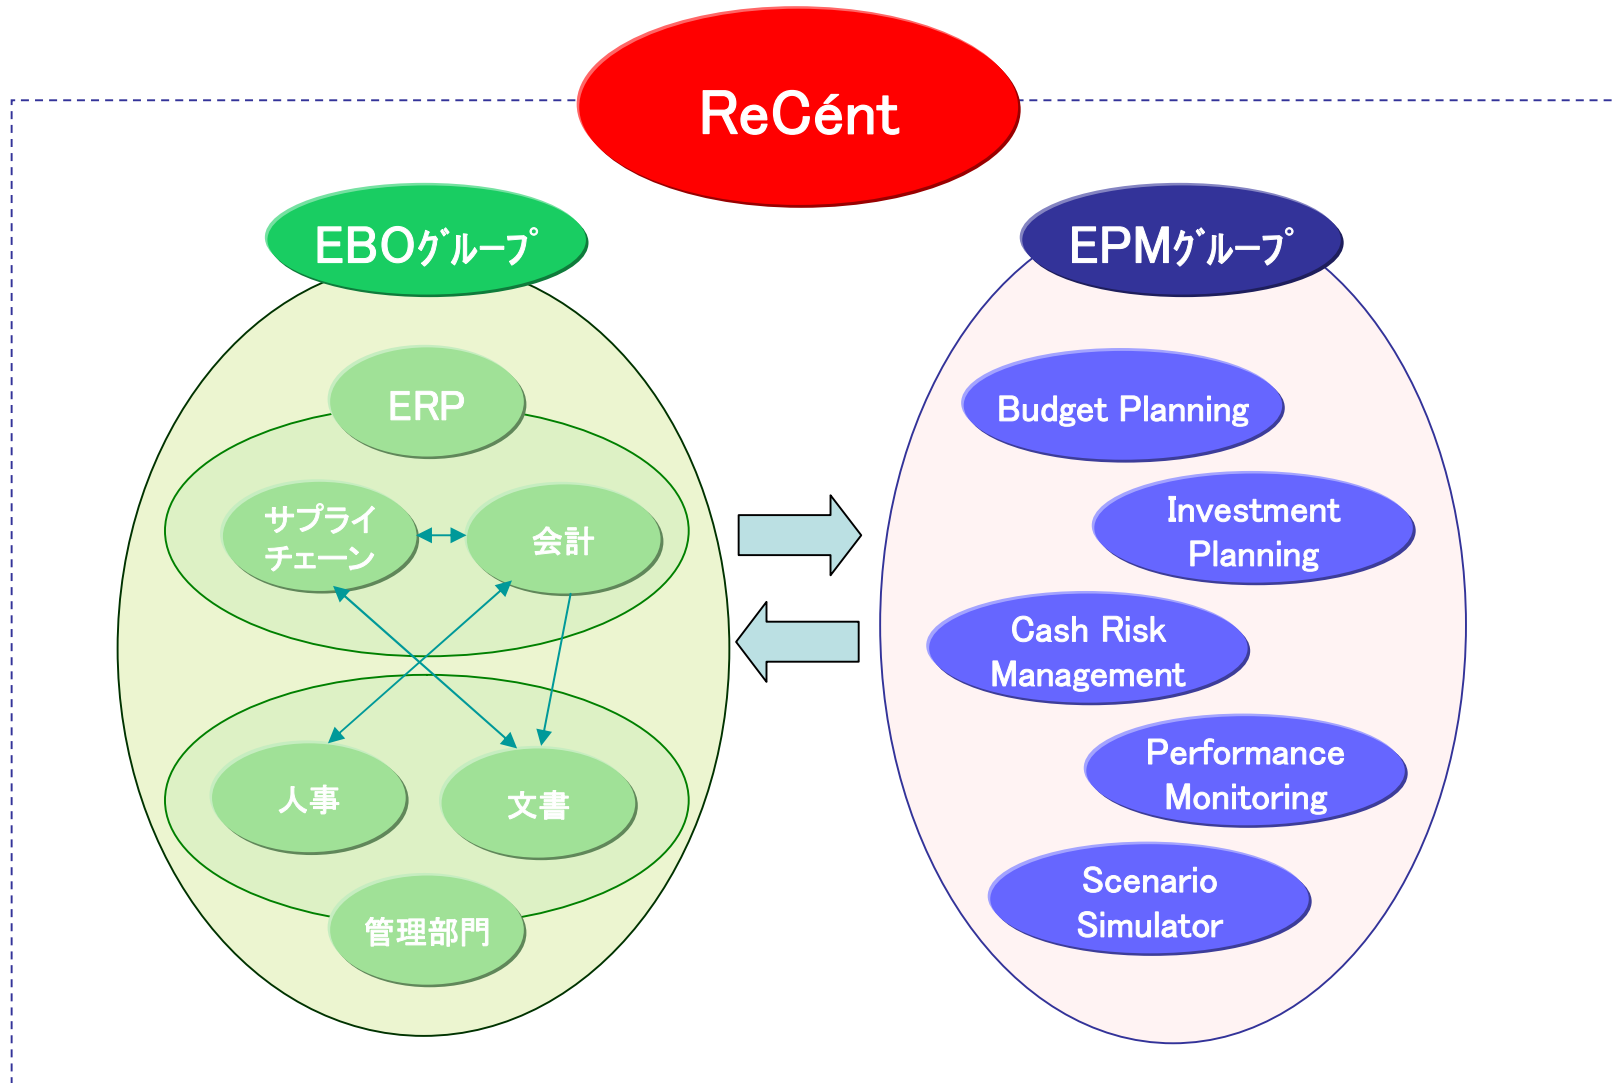 ReCént
EBOグループ
EPMグループ
ERP
サプライ
チェーン
会計
人事
文書
管理部門
Budget Planning
Investment
Planning
Cash Risk
Management
Performance
Monitoring
Scenario
Simulator